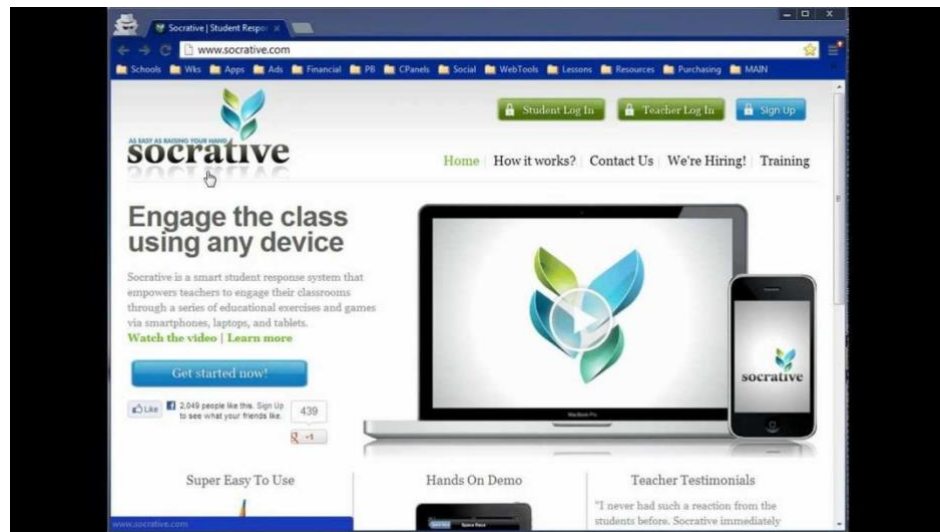 Socrative | Student Respo
www.socrative.com
Schools Wks Apps Ads Financial PB CPanels Social WebTools Lessons Resources Purchasing MAIN
Student Log In Teacher Log In Sign Up
AS EASY AS RAISING YOUR HAND
socrative
Home How it works? Contact Us We're Hiring! Training
Engage the class
using any device
Socrative is a smart student response system that
empowers teachers to engage their classrooms
through a series of educational exercises and games
via smartphones, laptops, and tablets.
Watch the video | Learn more
Get started now!
Like 2,049 people like this. Sign Up
to see what your friends like.
439
+1
MacBook Pro
socrative
Super Easy To Use
Hands On Demo
Space Race
Teacher Testimonials
"I never had such a reaction from the
students before. Socrative immediately
www.socrative.com